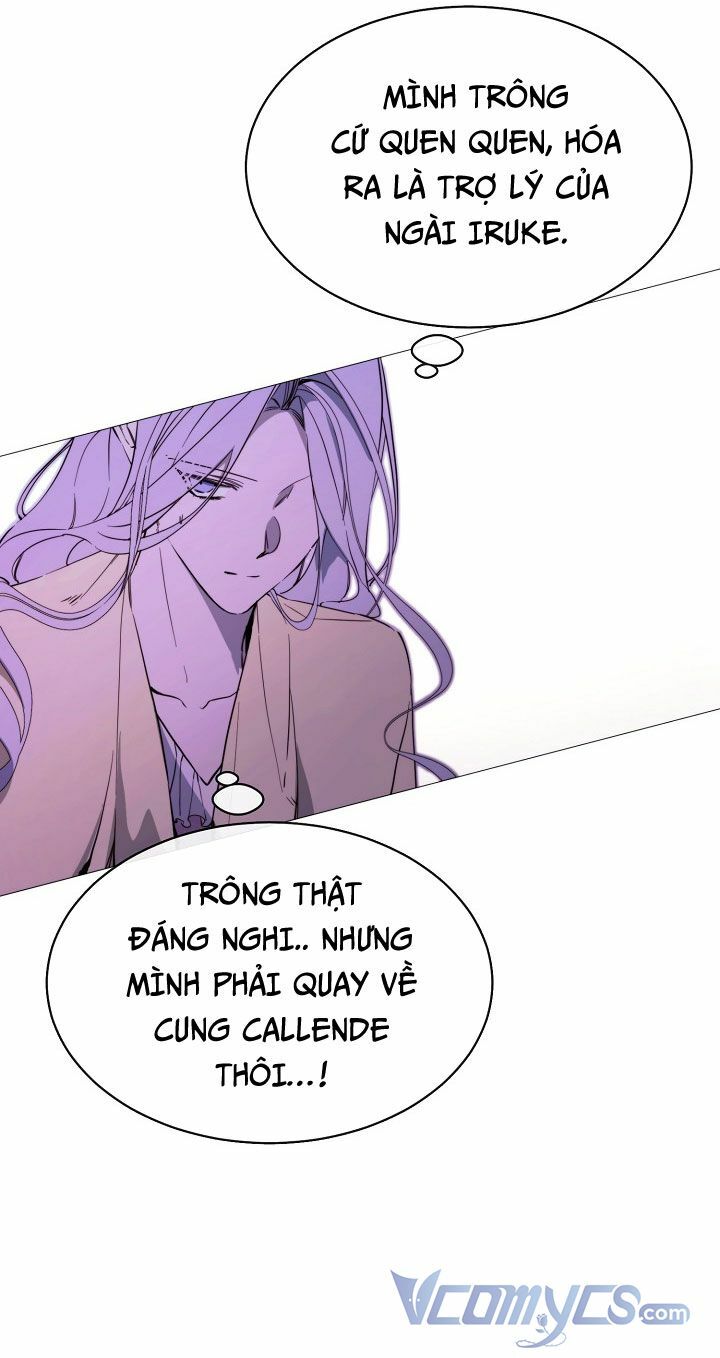 MÌNH TRÔNG
CỨ QUEN QUEN, HÓA
RA LÀ TRỢ LÝ CỦA
NGÀI IRUKE.
TRÔNG THẬT
ĐÁNG NGHI.. NHƯNG
MÌNH PHẢI QUAY VỀ
CUNG CALLENDE
THÔI...!
VCOMYCS.com